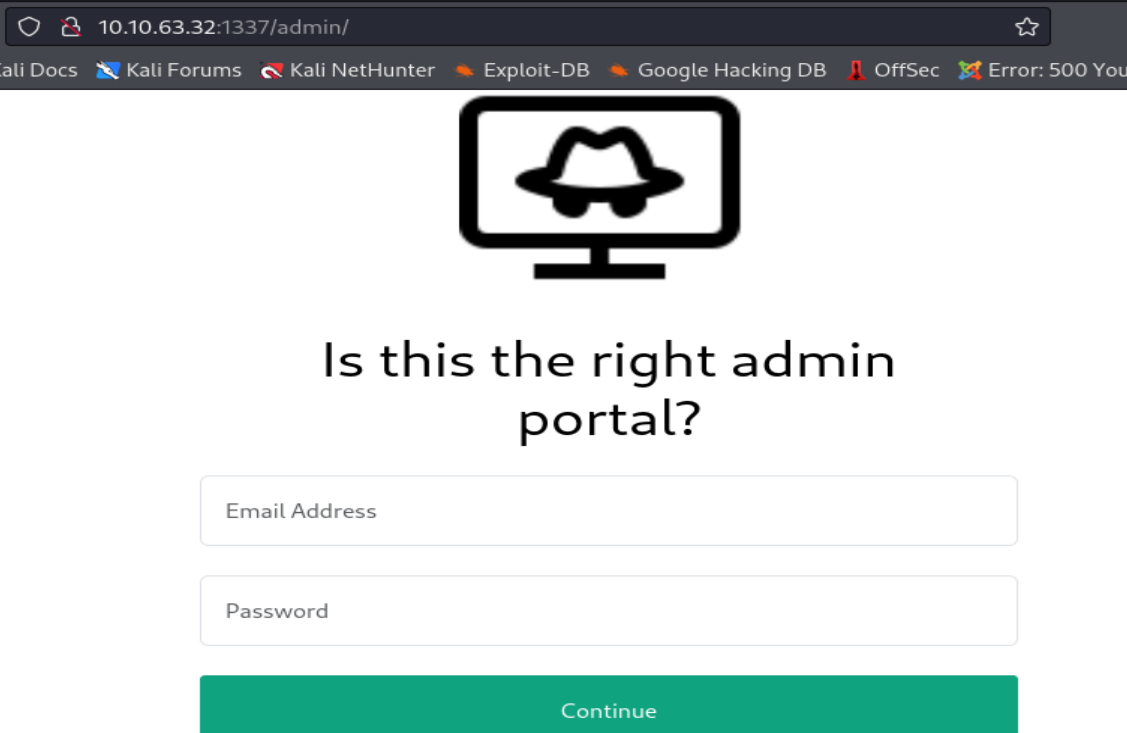 10.10.63.32:1337/admin/
Kali Docs Kali Forums Kali NetHunter Exploit-DB Google Hacking DB OffSec Error: 500 You
Is this the right admin
portal?
Email Address
Password
Continue